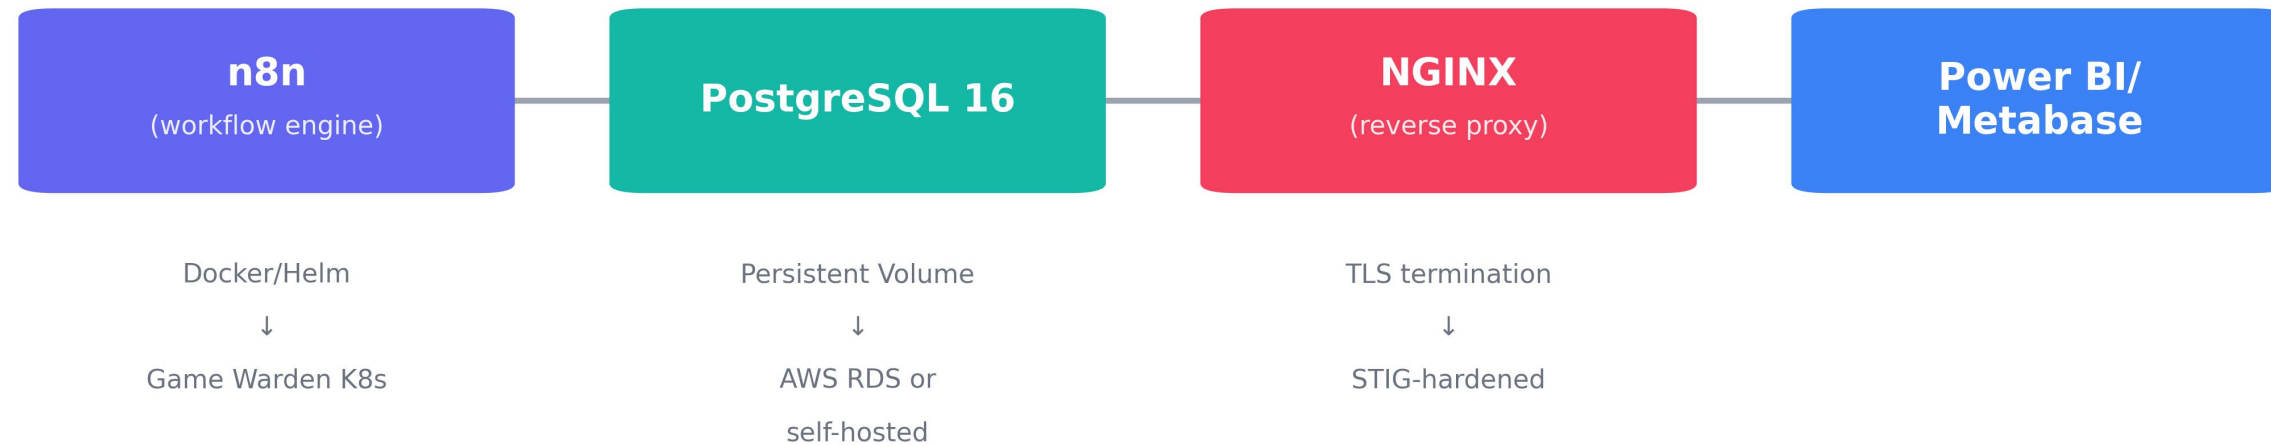 n8n
(workflow engine)
PostgreSQL 16
NGINX
(reverse proxy)
Power BI/
Metabase
Docker/Helm
↓
Game Warden K8s
Persistent Volume
↓
AWS RDS or
self-hosted
TLS termination
↓
STIG-hardened